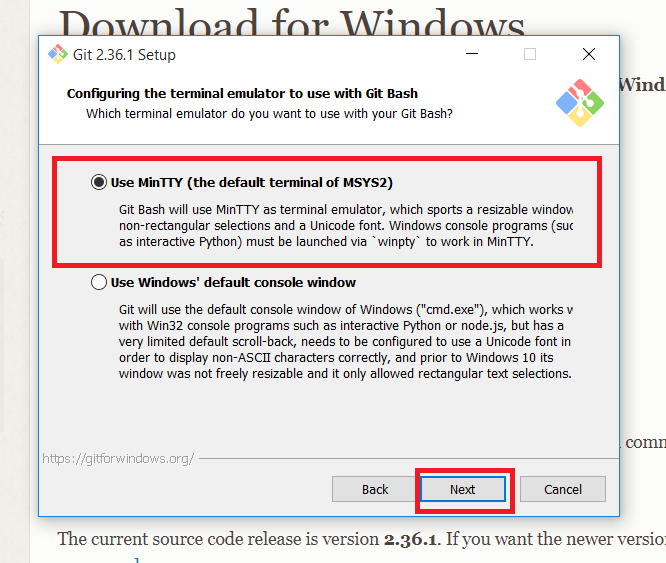 Download for Windows
Git 2.36.1 Setup
Wind
Configuring the terminal emulator to use with Git Bash
Which terminal emulator do you want to use with your Git Bash?
Use MinTTY (the default terminal of MSYS2)
Git Bash will use MinTTY as terminal emulator, which sports a resizable window
non-rectangular selections and a Unicode font. Windows console programs (suc
as interactive Python) must be launched via `winpty` to work in MinTTY.
Use Windows' default console window
Git will use the default console window of Windows ("cmd.exe"), which works w
with Win32 console programs such as interactive Python or node.js, but has a
very limited default scroll-back, needs to be configured to use a Unicode font in
order to display non-ASCII characters correctly, and prior to Windows 10 its
window was not freely resizable and it only allowed rectangular text selections.
comm
https://gitforwindows.org/
Back
Next
Cancel
The current source code release is version 2.36.1. If you want the newer version